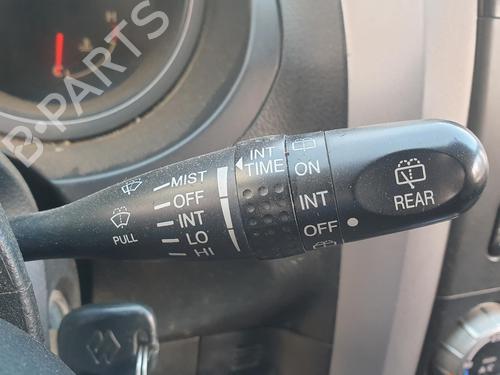 H
INT
TIME
MIST
OFF
INT
LO
HI
PULL
ON
INT
OFF
REAR
B-PARTS